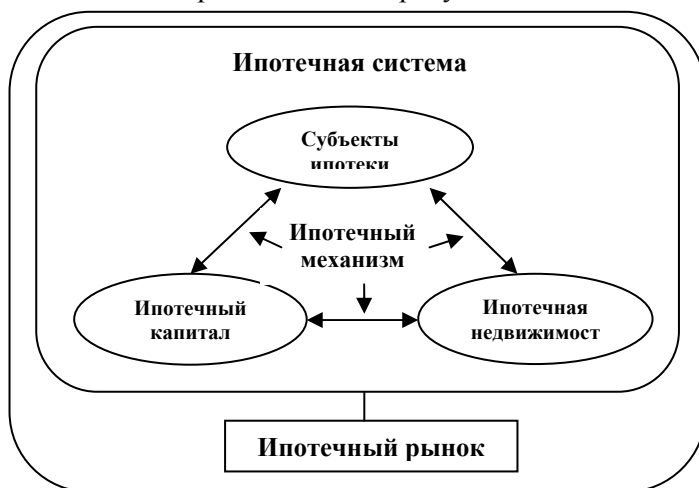 Ипотечная система
Субъекты
ипотеки
Ипотечный
механизм
Ипотечный
капитал
Ипотечная
недвижимост
Ипотечный рынок